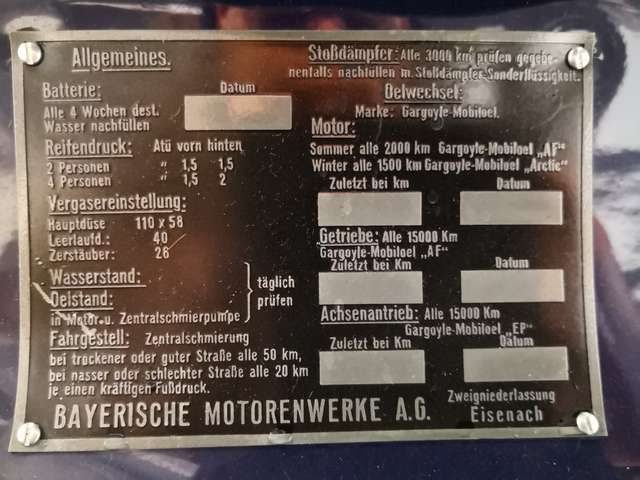 Allgemeines.
Batterie:
Datum
Alle 4 Wochen dest.
Wasser nachfüllen
Reifendruck: Atü vorn hinten
2 Personen " 1,5 1,5
4 Personen " 1,5 2
Vergasereinstellung:
Hauptdüse 110 x 58
Leerlaufd.: 40
Zerstäuber: 26
Wasserstand:
Oelstand:
in Motor u. Zentralschmierpumpe
täglich
prüfen
Fahrgestell: Zentralschmierung
bei trockener oder guter Straße alle 50 km,
bei nasser oder schlechter Straße alle 20 km
je einen kräftigen Fußdruck.
Stoßdämpfer: Alle 3000 km prüfen gegebe-
nenfalls nachfüllen m. Stoßdämpfer-Sonderflüssigkeit.
Oelwechsel:
Marke: Gargoyle-Mobiloel.
Motor:
Sommer alle 2000 km Gargoyle-Mobiloel „AF“
Winter alle 1500 km Gargoyle-Mobiloel „Arctic“
Zuletzt bei km Datum
Getriebe: Alle 15000 Km
Gargoyle-Mobiloel „AF“
Zuletzt bei Km Datum
Achsenantrieb: Alle 15000 Km
Gargoyle-Mobiloel „EP“
Zuletzt bei Km Datum
BAYERISCHE MOTORENWERKE A.G.
Zweigniederlassung
Eisenach